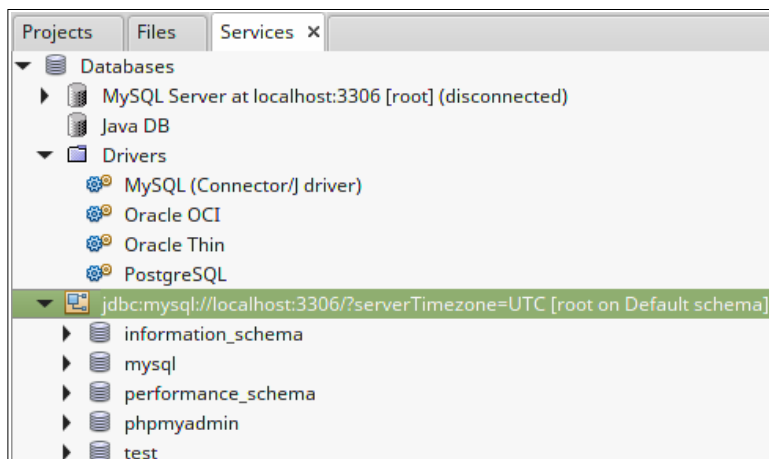 Projects Files Services ×
Databases
MySQL Server at localhost:3306 [root] (disconnected)
Java DB
Drivers
MySQL (Connector/J driver)
Oracle OCI
Oracle Thin
PostgreSQL
jdbc:mysql://localhost:3306/?serverTimezone=UTC [root on Default schema]
information_schema
mysql
performance_schema
phpmyadmin
test